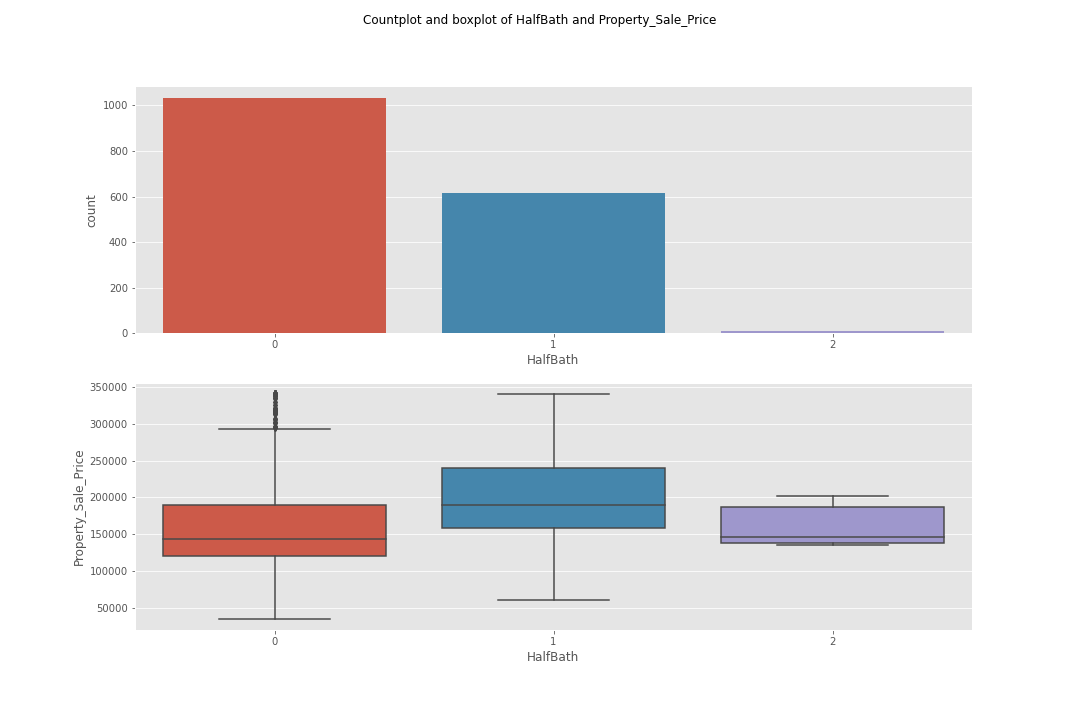 Countplot and boxplot of HalfBath and Property_Sale_Price
1000
800
600
400
200
0
count
0 1 2
HalfBath
350000
300000
250000
200000
150000
100000
50000
Property_Sale_Price
0 1 2
HalfBath